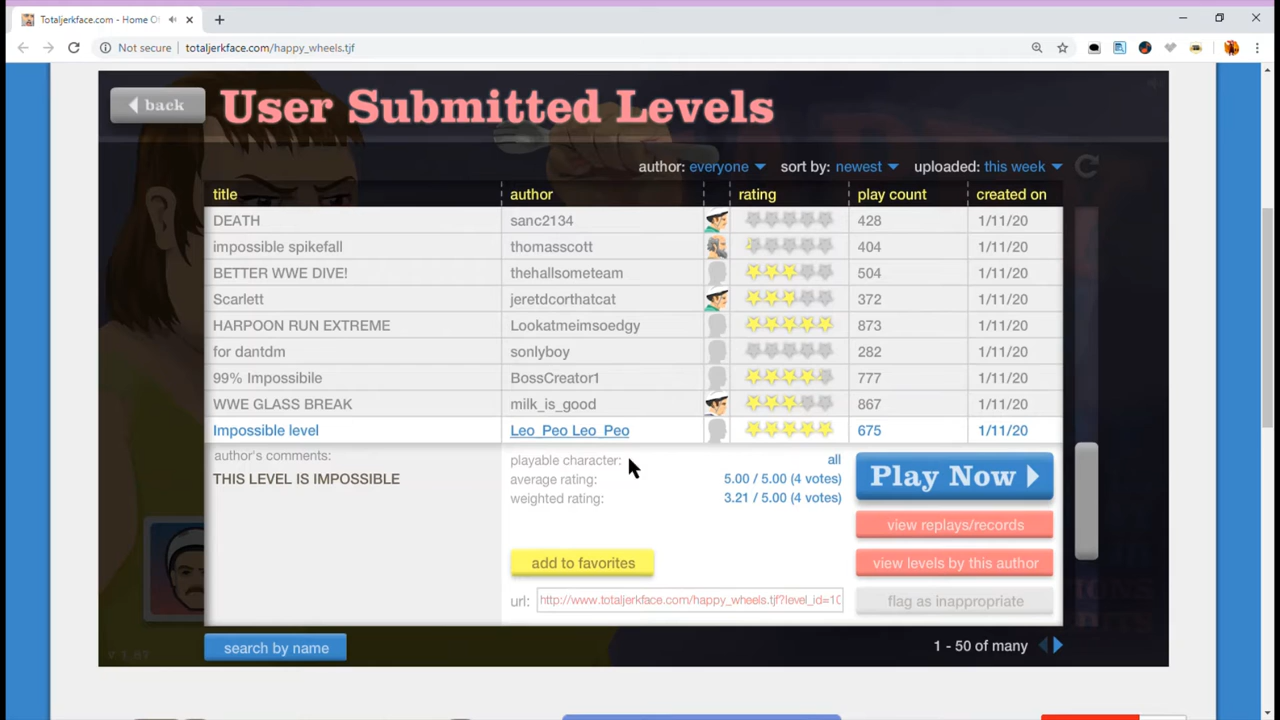 Totaljerkface.com - Home O
Not secure totaljerkface.com/happy_wheels.tjf
back User Submitted Levels
author: everyone sort by: newest uploaded: this week
title author rating play count created on
DEATH sanc2134 428 1/11/20
impossible spikefall thomasscott 404 1/11/20
BETTER WWE DIVE! thehallsometeam 504 1/11/20
Scarlett jeretdcorthatcat 372 1/11/20
HARPOON RUN EXTREME Lookatmeimsoedgy 873 1/11/20
for dantdm sonlyboy 282 1/11/20
99% Impossibile BossCreator1 777 1/11/20
WWE GLASS BREAK milk_is_good 867 1/11/20
Impossible level Leo_Peo Leo_Peo 675 1/11/20
author's comments: playable character: all
THIS LEVEL IS IMPOSSIBLE average rating: 5.00 / 5.00 (4 votes) Play Now
weighted rating: 3.21 / 5.00 (4 votes)
view replays/records
add to favorites view levels by this author
url: http://www.totaljerkface.com/happy_wheels.tjf?level_id=10 flag as inappropriate
search by name 1 - 50 of many
v 1.87